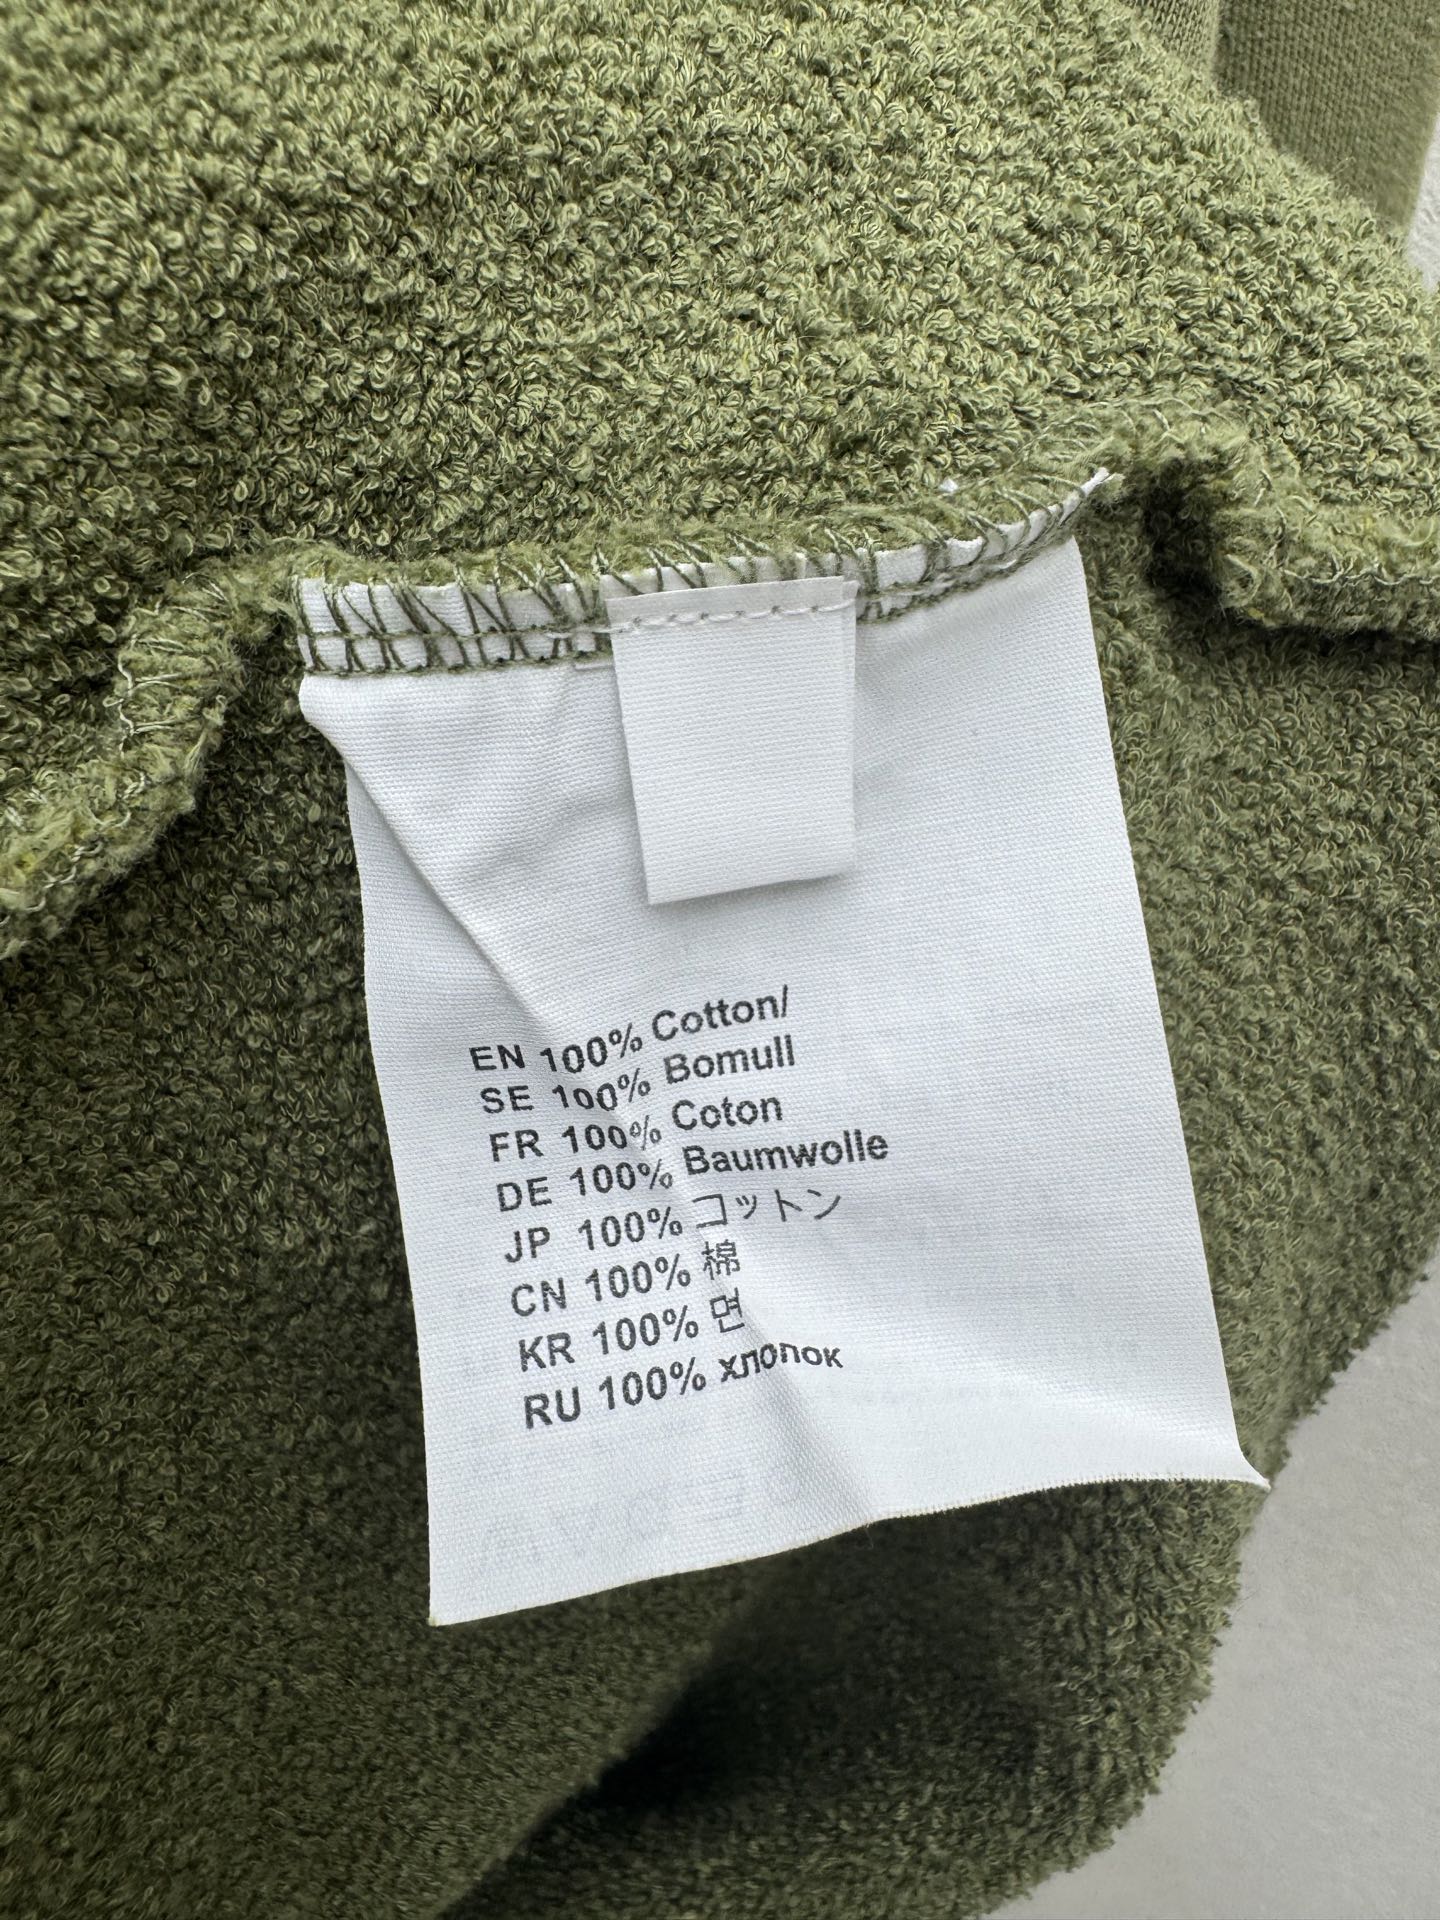 EN 100% Cotton/
SE 100% Bomull
FR 100% Coton
DE 100% Baumwolle
JP 100% コットン
CN 100% 棉
KR 100% 면
RU 100% хлопок